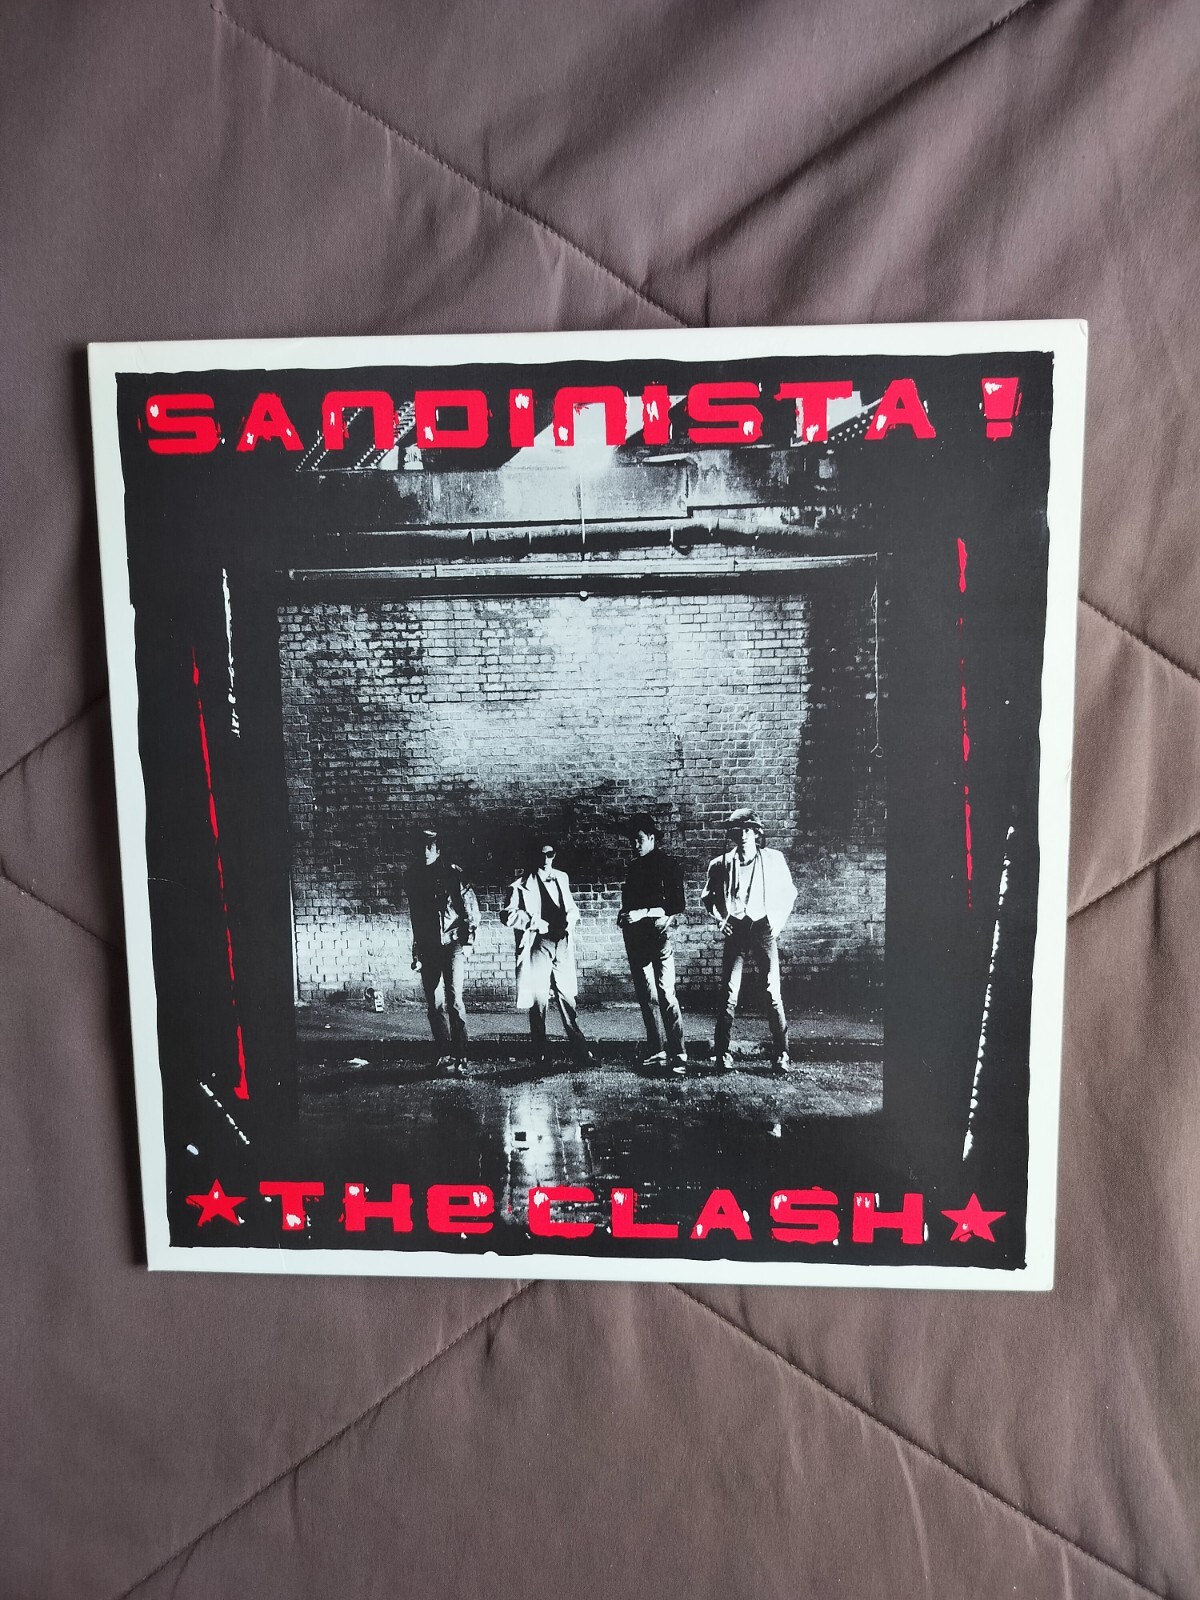 SANDINISTA !
★ THe CLASH ★